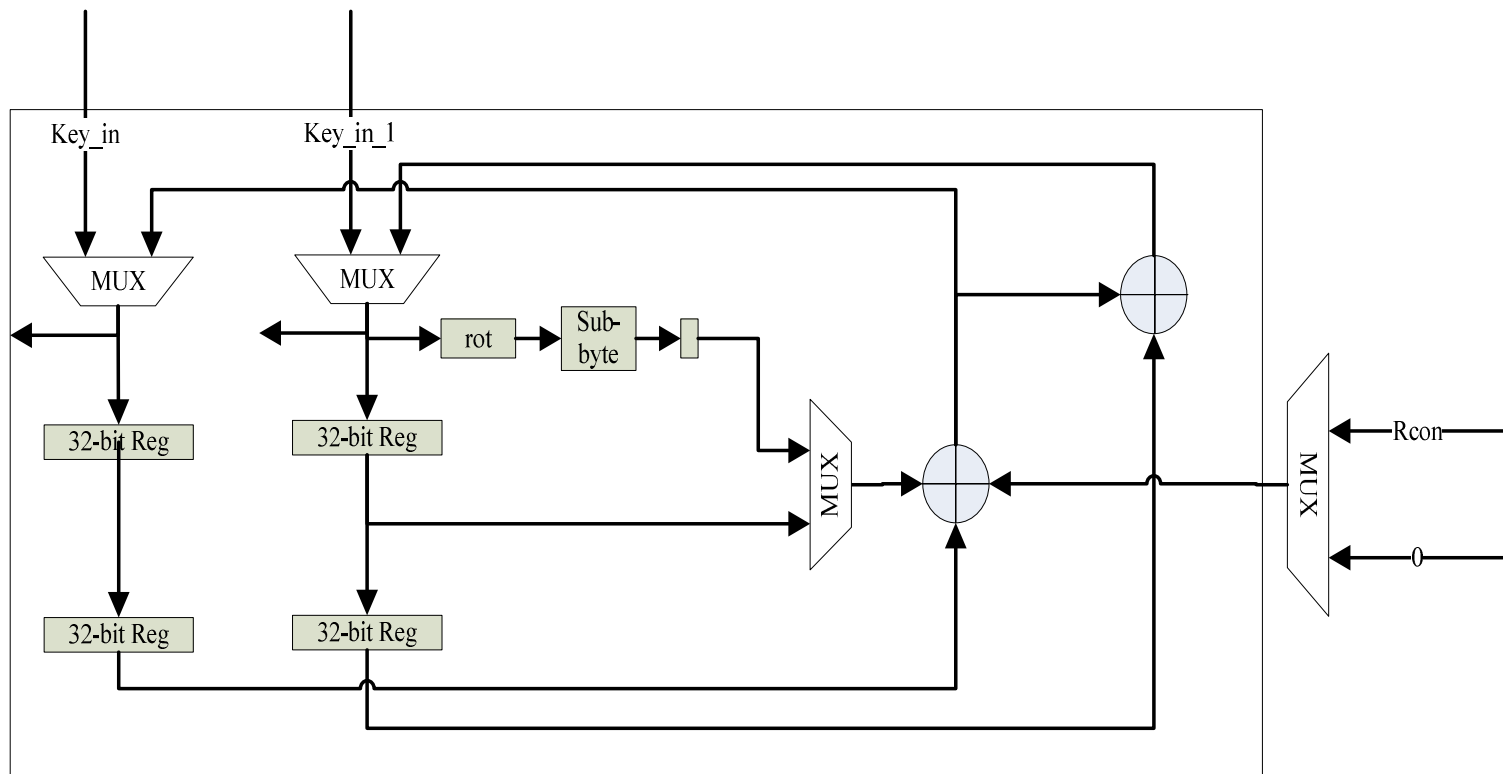 Key_in
Key_in_1
MUX
MUX
rot
Sub-
byte
32-bit Reg
32-bit Reg
MUX
MUX
Rcon
0
32-bit Reg
32-bit Reg